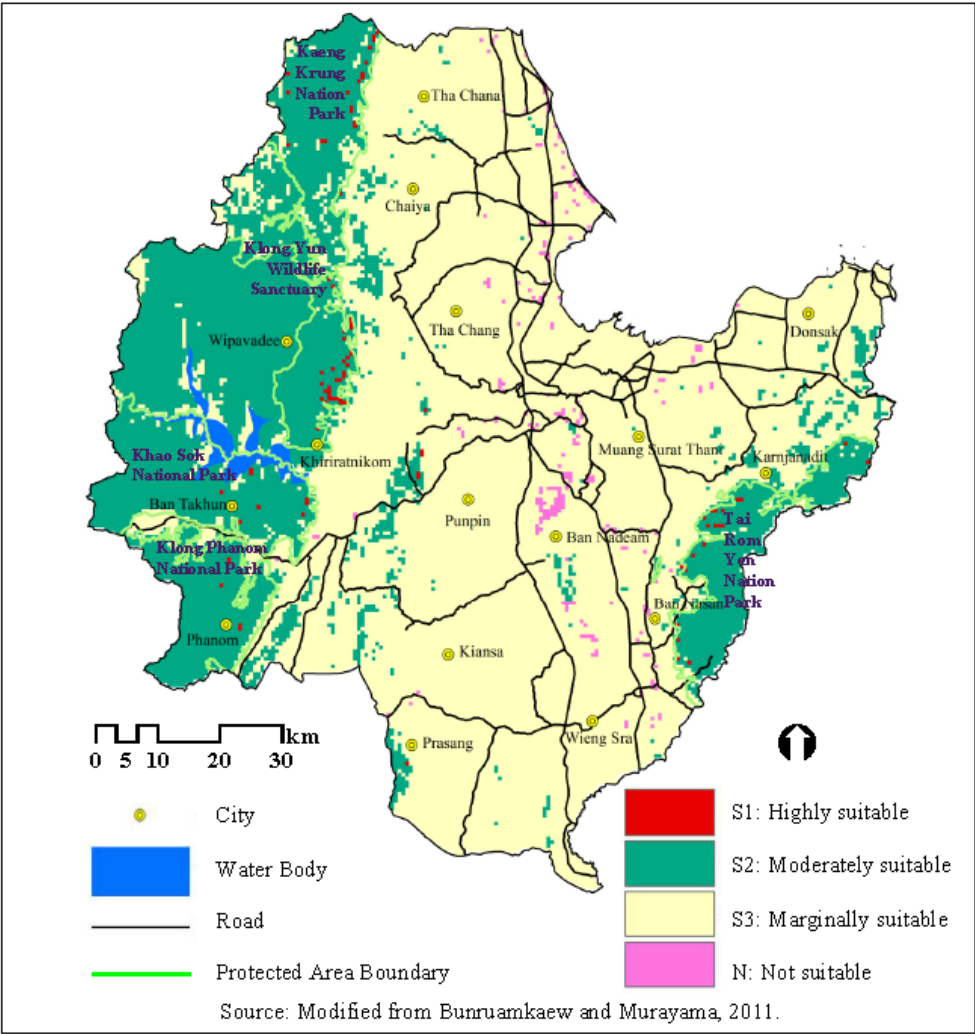 Kaeng
Krung
Nation
Park
Tha Chana
Chaiya
Klong Yun
Wildlife
Sanctuary
Tha Chang
Donsak
Wipavadee
Muang Surat Thani
Khao Sok
National Park
Khiriratnikom
Karnjanadit
Ban Takhun
Punpin
Tai
Rom
Yen
Nation
Park
Ban Nadeam
Klong Phanom
National Park
Ban Nasan
Phanom
Kiansa
Prasang
Wieng Sra
km
0 5 10 20 30
City
Water Body
Road
Protected Area Boundary
S1: Highly suitable
S2: Moderately suitable
S3: Marginally suitable
N: Not suitable
Source: Modified from Bunruamkaew and Murayama, 2011.